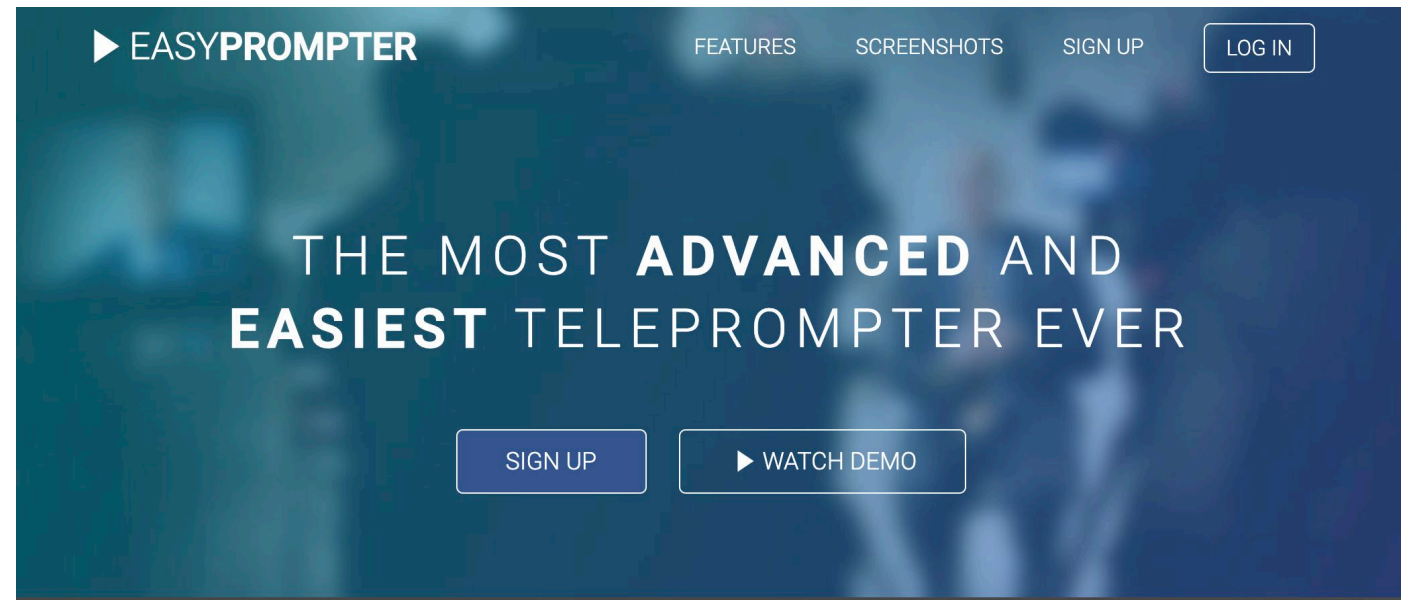 EASYPROMPTER
FEATURES
SCREENSHOTS
SIGN UP
LOG IN
THE MOST ADVANCED AND
EASIEST TELEPROMPTER EVER
SIGN UP
WATCH DEMO